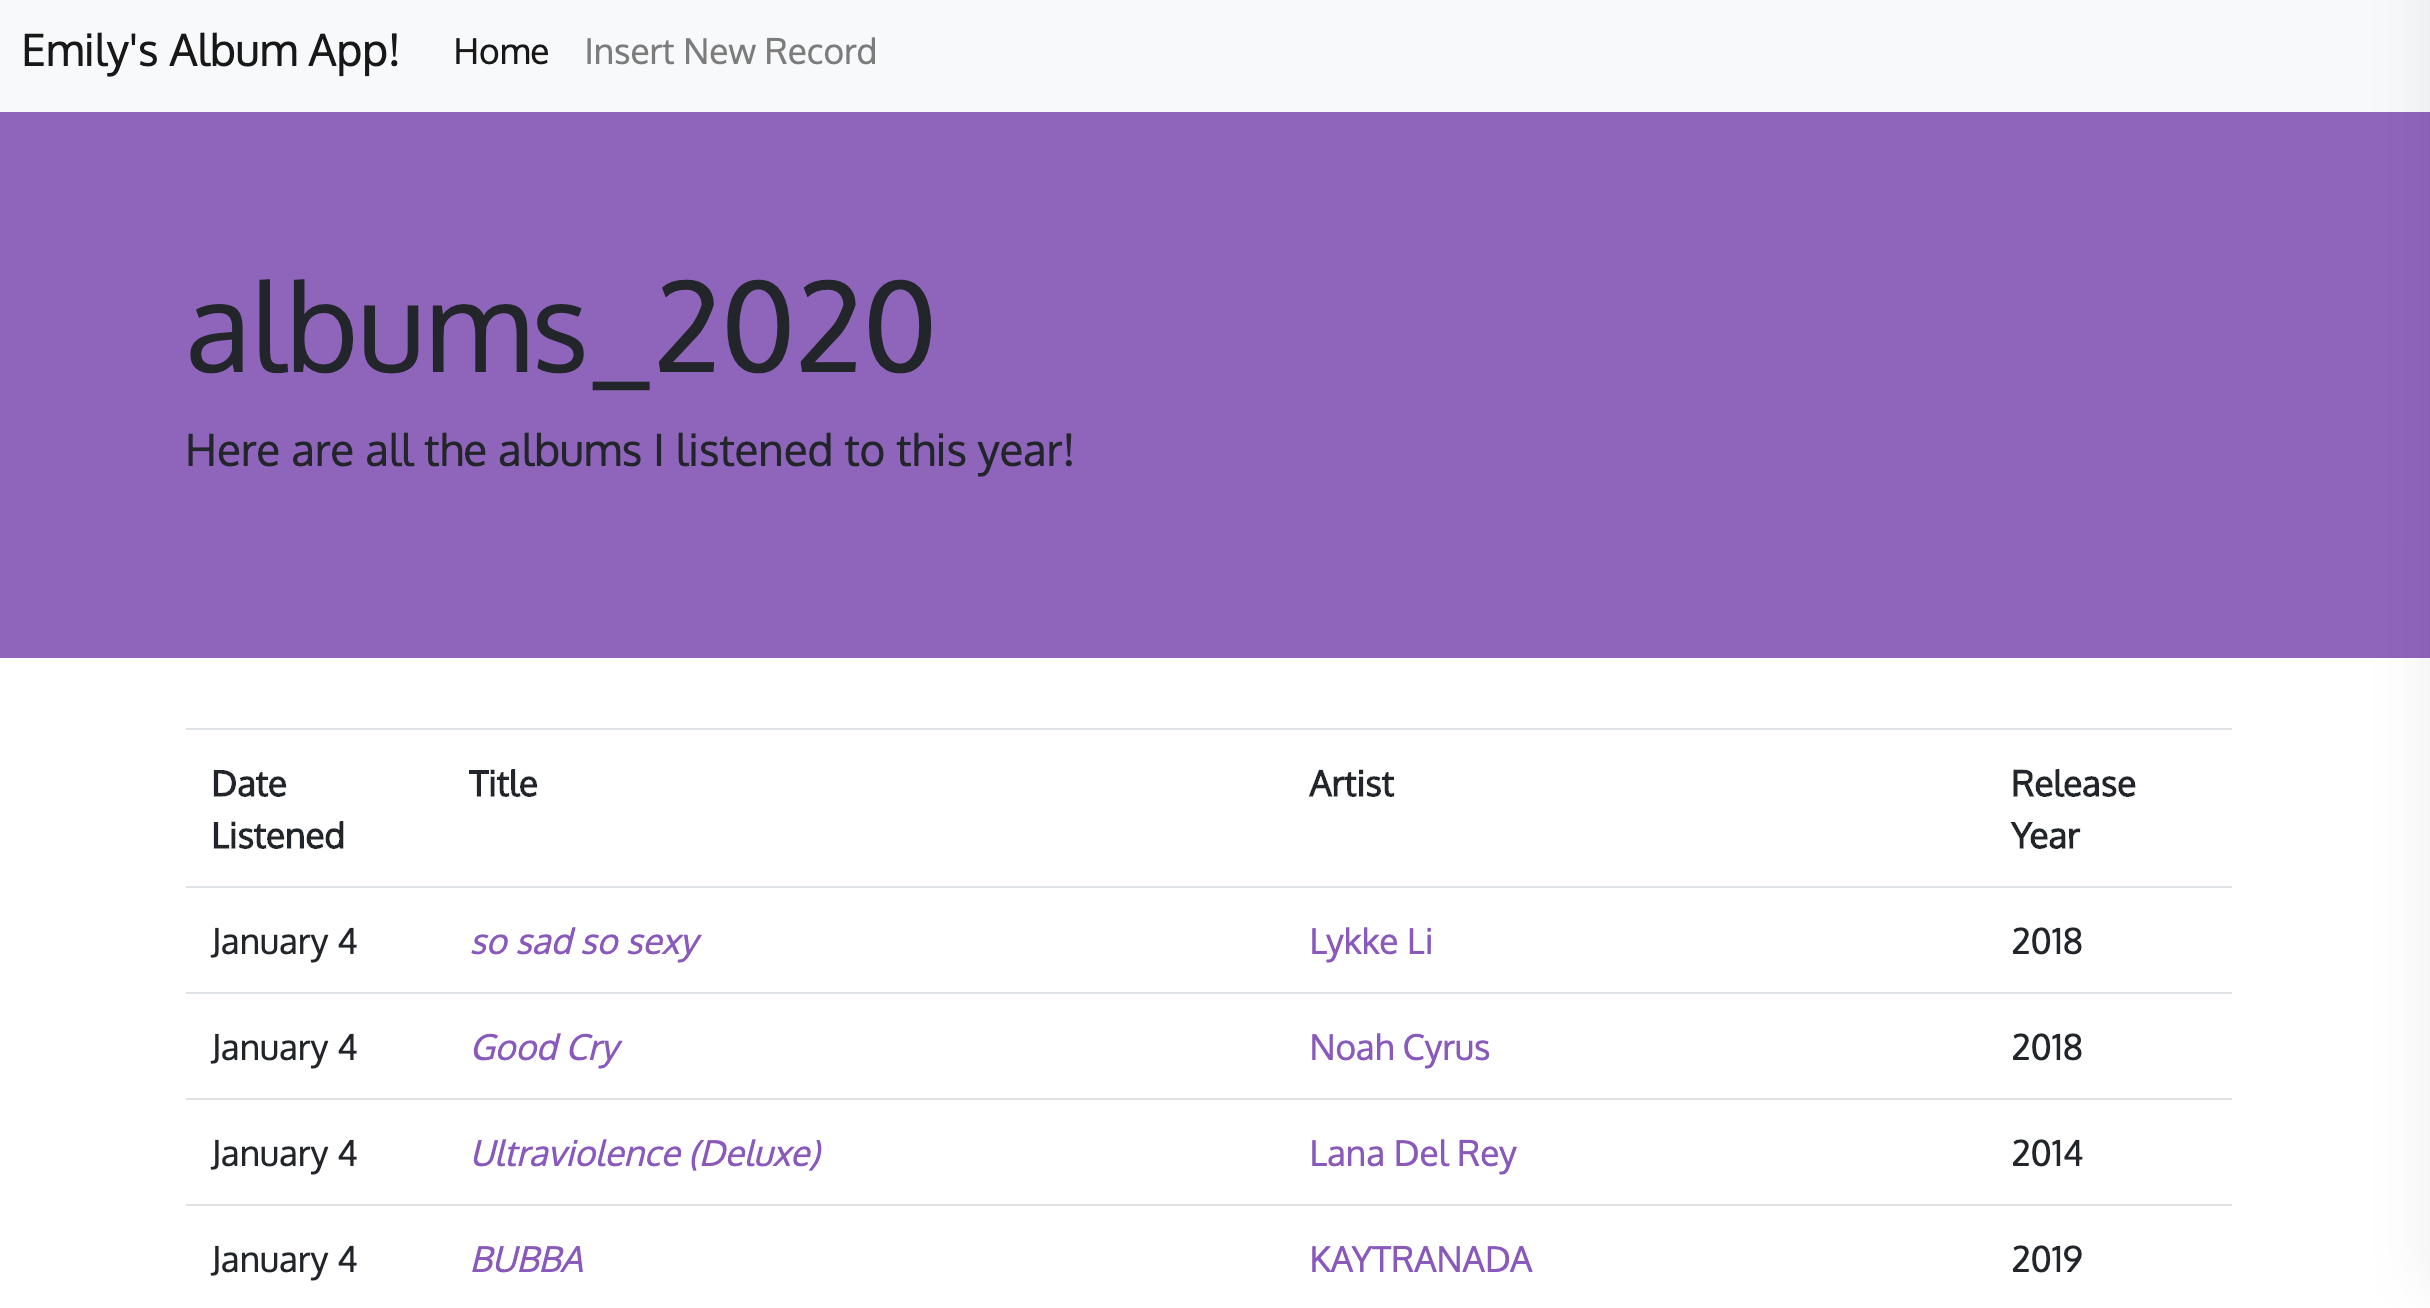 Emily's Album App! Home Insert New Record
albums_2020
Here are all the albums I listened to this year!
Date Listened Title Artist Release Year
January 4 so sad so sexy Lykke Li 2018
January 4 Good Cry Noah Cyrus 2018
January 4 Ultraviolence (Deluxe) Lana Del Rey 2014
January 4 BUBBA KAYTRANADA 2019